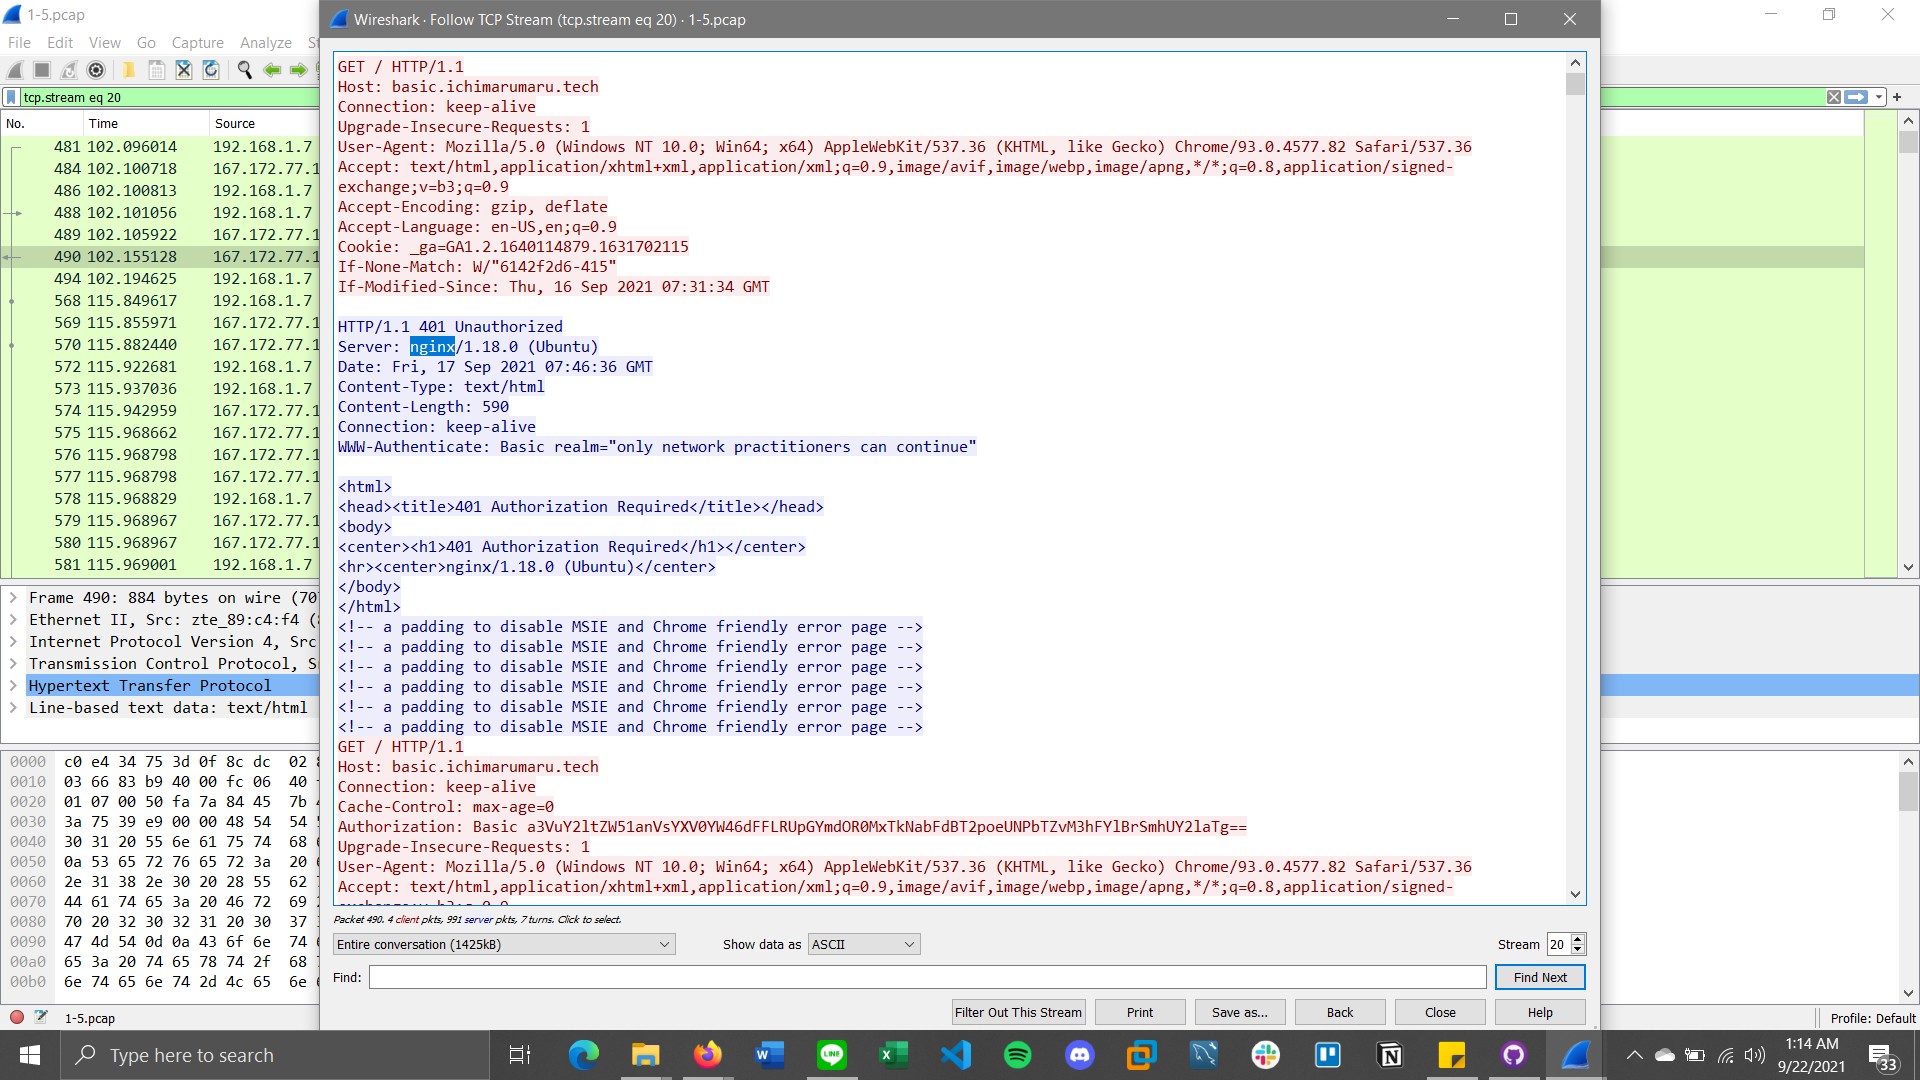 1-5.pcap
Wireshark · Follow TCP Stream (tcp.stream eq 20) · 1-5.pcap
File Edit View Go Capture Analyze
tcp.stream eq 20
No. Time Source
481 102.096014 192.168.1.7
484 102.100718 167.172.77.1
486 102.100813 192.168.1.7
488 102.101056 192.168.1.7
489 102.105922 167.172.77.1
490 102.155128 167.172.77.1
494 102.194625 192.168.1.7
568 115.849617 192.168.1.7
569 115.855971 167.172.77.1
570 115.882440 167.172.77.1
572 115.922681 192.168.1.7
573 115.937036 192.168.1.7
574 115.942959 167.172.77.1
575 115.968662 167.172.77.1
576 115.968798 167.172.77.1
577 115.968798 167.172.77.1
578 115.968829 192.168.1.7
579 115.968967 167.172.77.1
580 115.968967 167.172.77.1
581 115.969001 192.168.1.7
Frame 490: 884 bytes on wire (70
Ethernet II, Src: zte_89:c4:f4 (
Internet Protocol Version 4, Src
Transmission Control Protocol, S
Hypertext Transfer Protocol
Line-based text data: text/html
0000 c0 e4 34 75 3d 0f 8c dc 02
0010 03 66 83 b9 40 00 fc 06 40
0020 01 07 00 50 fa 7a 84 45 7b
0030 3a 75 39 e9 00 00 48 54 54
0040 30 31 20 55 6e 61 75 74 68
0050 0a 53 65 72 76 65 72 3a 20
0060 2e 31 38 2e 30 20 28 55 62
0070 44 61 74 65 3a 20 46 72 69
0080 70 20 32 30 32 31 20 30 37
0090 47 4d 54 0d 0a 43 6f 6e 74
00a0 65 3a 20 74 65 78 74 2f 68
00b0 6e 74 65 6e 74 2d 4c 65 6e
GET / HTTP/1.1
Host: basic.ichimarumaru.tech
Connection: keep-alive
Upgrade-Insecure-Requests: 1
User-Agent: Mozilla/5.0 (Windows NT 10.0; Win64; x64) AppleWebKit/537.36 (KHTML, like Gecko) Chrome/93.0.4577.82 Safari/537.36
Accept: text/html,application/xhtml+xml,application/xml;q=0.9,image/avif,image/webp,image/apng,*/*;q=0.8,application/signed-
exchange;v=b3;q=0.9
Accept-Encoding: gzip, deflate
Accept-Language: en-US,en;q=0.9
Cookie: _ga=GA1.2.1640114879.1631702115
If-None-Match: W/"6142f2d6-415"
If-Modified-Since: Thu, 16 Sep 2021 07:31:34 GMT
HTTP/1.1 401 Unauthorized
Server: nginx/1.18.0 (Ubuntu)
Date: Fri, 17 Sep 2021 07:46:36 GMT
Content-Type: text/html
Content-Length: 590
Connection: keep-alive
WWW-Authenticate: Basic realm="only network practitioners can continue"
<html>
<head><title>401 Authorization Required</title></head>
<body>
<center><h1>401 Authorization Required</h1></center>
<hr><center>nginx/1.18.0 (Ubuntu)</center>
</body>
</html>
<!-- a padding to disable MSIE and Chrome friendly error page -->
<!-- a padding to disable MSIE and Chrome friendly error page -->
<!-- a padding to disable MSIE and Chrome friendly error page -->
<!-- a padding to disable MSIE and Chrome friendly error page -->
<!-- a padding to disable MSIE and Chrome friendly error page -->
<!-- a padding to disable MSIE and Chrome friendly error page -->
GET / HTTP/1.1
Host: basic.ichimarumaru.tech
Connection: keep-alive
Cache-Control: max-age=0
Authorization: Basic a3VuY2ltZW51anVsYXV0YW46dFFLRUpGYmdOR0MxTkNabFdBT2poeUNPbTZvM3hFYlBrSmhUY2laTg==
Upgrade-Insecure-Requests: 1
User-Agent: Mozilla/5.0 (Windows NT 10.0; Win64; x64) AppleWebKit/537.36 (KHTML, like Gecko) Chrome/93.0.4577.82 Safari/537.36
Accept: text/html,application/xhtml+xml,application/xml;q=0.9,image/avif,image/webp,image/apng,*/*;q=0.8,application/signed-
Packet 490. 4 client pkts, 991 server pkts, 7 turns. Click to select.
Entire conversation (1425kB) Show data as ASCII Stream 20
Find: Find Next
Filter Out This Stream Print Save as... Back Close Help
1-5.pcap Profile: Default
Type here to search
1:14 AM
9/22/2021
33